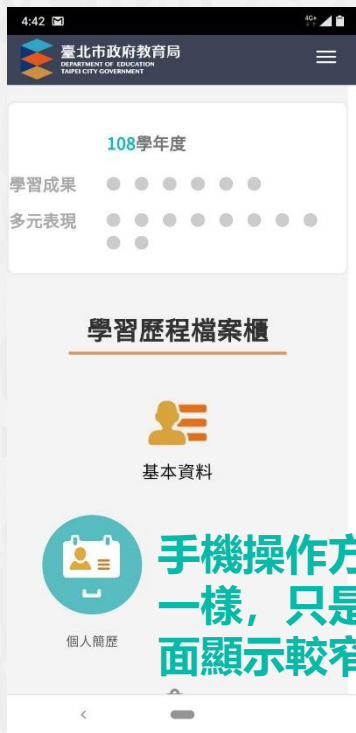 4:42
4G+
臺北市政府教育局
DEPARTMENT OF EDUCATION
TAIPEI CITY GOVERNMENT
108學年度
學習成果
多元表現
學習歷程檔案櫃
基本資料
個人簡歷
手機操作方
一樣，只是
面顯示較窄